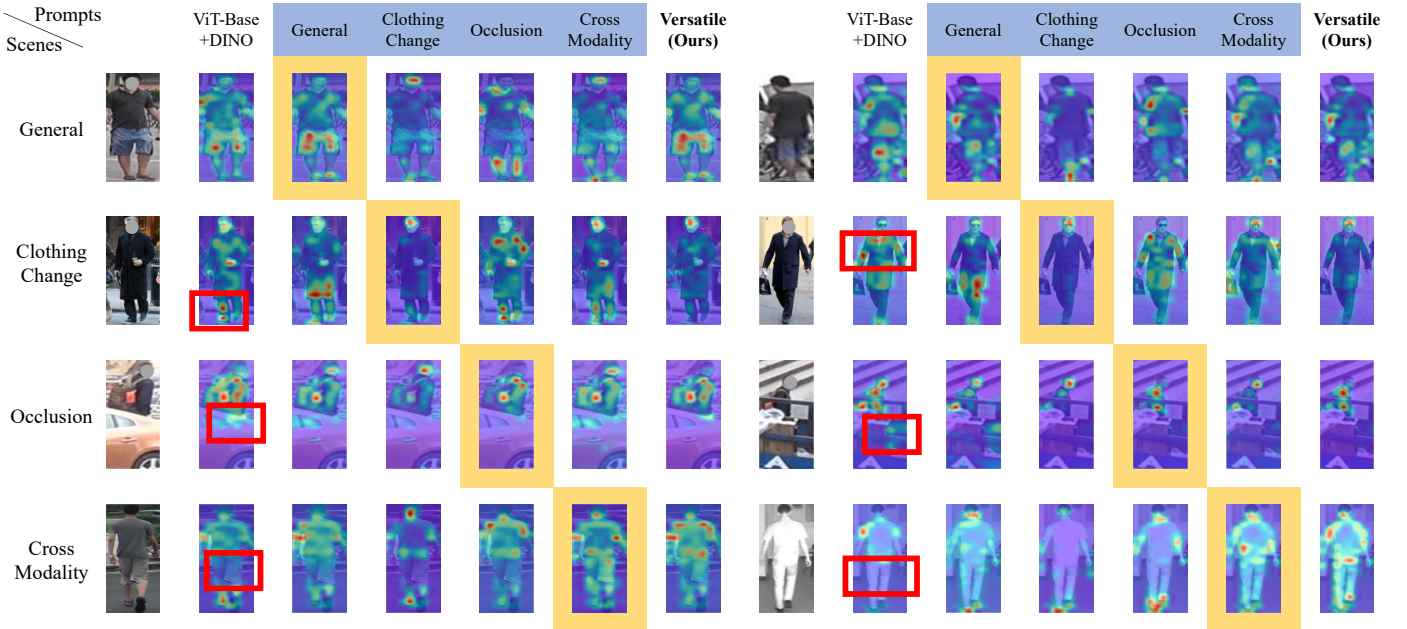 Prompts
Scenes
ViT-Base
+DINO
General
Clothing
Change
Occlusion
Cross
Modality
Versatile
(Ours)
ViT-Base
+DINO
General
Clothing
Change
Occlusion
Cross
Modality
Versatile
(Ours)
General
Clothing
Change
Occlusion
Cross
Modality